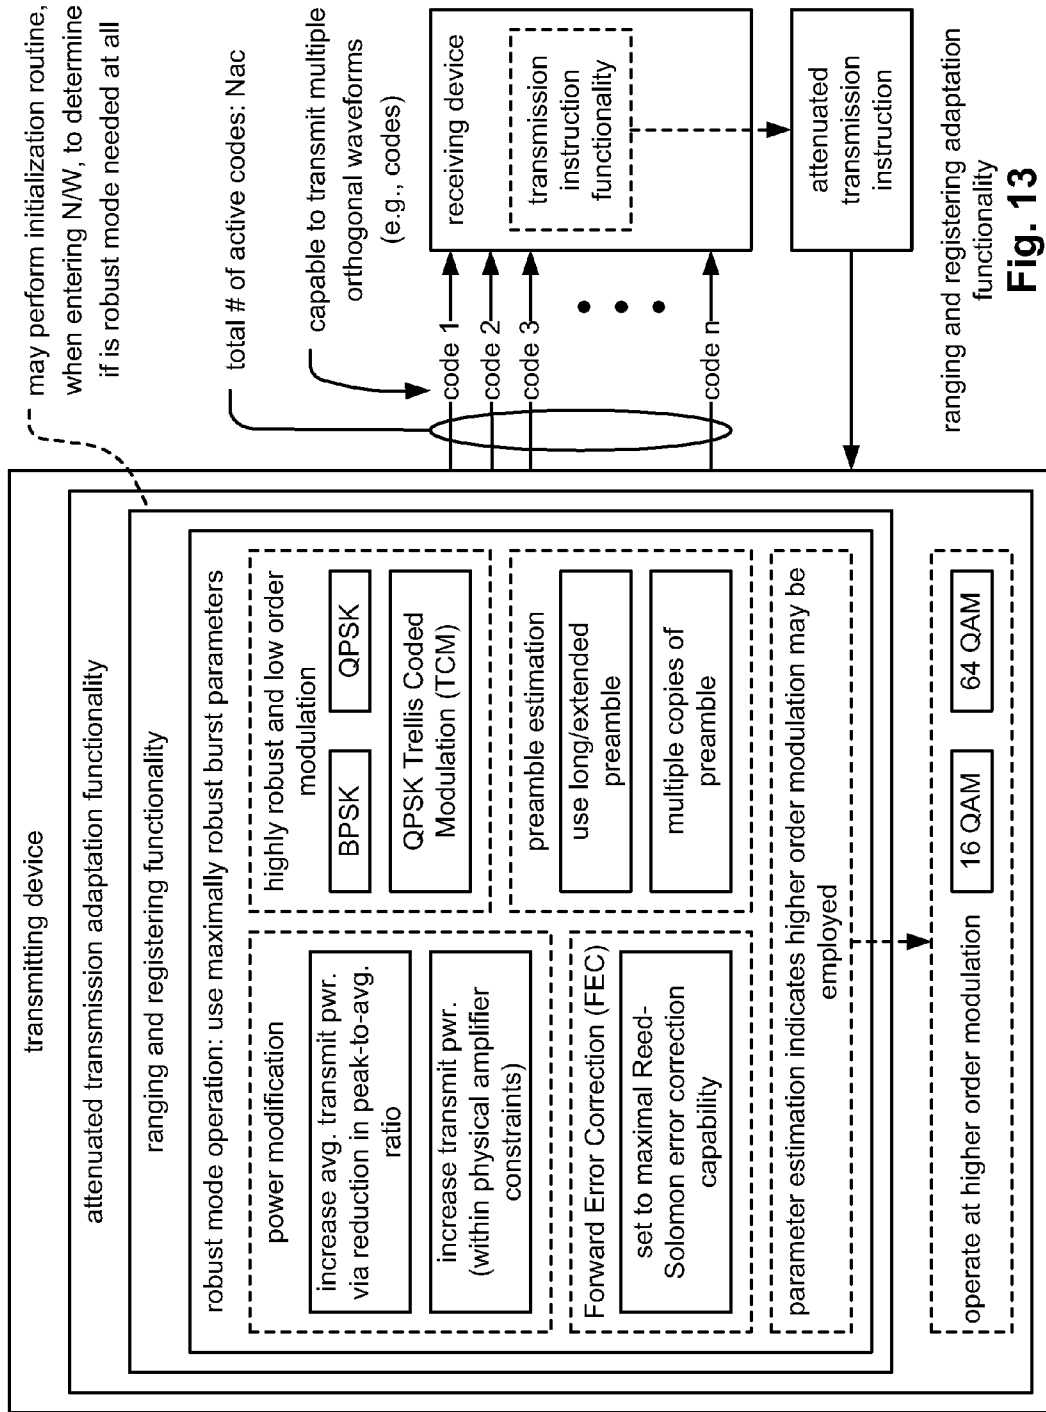 transmitting device
attenuated transmission adaptation functionality
ranging and registering functionality
robust mode operation: use maximally robust burst parameters
power modification
increase avg. transmit pwr.
via reduction in peak-to-avg.
ratio
increase transmit pwr.
(within physical amplifier
constraints)
highly robust and low order
modulation
BPSK
QPSK
QPSK Trellis Coded
Modulation (TCM)
Forward Error Correction (FEC)
set to maximal Reed-
Solomon error correction
capability
preamble estimation
use long/extended
preamble
multiple copies of
preamble
parameter estimation indicates higher order modulation may be
employed
operate at higher order modulation
16 QAM
64 QAM
may perform initialization routine,
when entering N/W, to determine
if is robust mode needed at all
total # of active codes: Nac
capable to transmit multiple
orthogonal waveforms
(e.g., codes)
code 1
code 2
code 3
code n
receiving device
transmission
instruction
functionality
attenuated
transmission
instruction
ranging and registering adaptation
functionality
Fig. 13